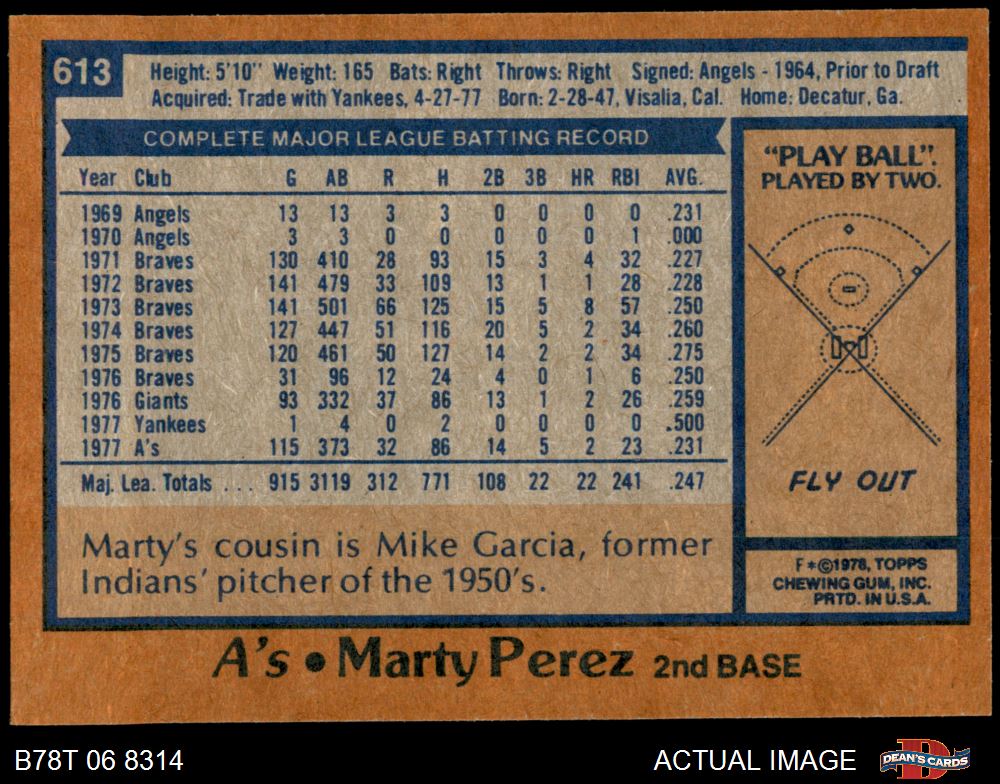 613
Height: 5'10" Weight: 165 Bats: Right Throws: Right Signed: Angels - 1964, Prior to Draft
Acquired: Trade with Yankees, 4-27-77 Born: 2-28-47, Visalia, Cal. Home: Decatur, Ga.
COMPLETE MAJOR LEAGUE BATTING RECORD
Year Club G AB R H 2B 3B HR RBI AVG.
1969 Angels 13 13 3 3 0 0 0 0 .231
1970 Angels 3 3 0 0 0 0 0 1 .000
1971 Braves 130 410 28 93 15 3 4 32 .227
1972 Braves 141 479 33 109 13 1 1 28 .228
1973 Braves 141 501 66 125 15 5 8 57 .250
1974 Braves 127 447 51 116 20 5 2 34 .260
1975 Braves 120 461 50 127 14 2 2 34 .275
1976 Braves 31 96 12 24 4 0 1 6 .250
1976 Giants 93 332 37 86 13 1 2 26 .259
1977 Yankees 1 4 0 2 0 0 0 0 .500
1977 A's 115 373 32 86 14 5 2 23 .231
Maj. Lea. Totals ... 915 3119 312 771 108 22 22 241 .247
Marty's cousin is Mike Garcia, former
Indians' pitcher of the 1950's.
"PLAY BALL".
PLAYED BY TWO.
FLY OUT
F*©1978, TOPPS
CHEWING GUM, INC.
PRTD. IN U.S.A.
A's • Marty Perez 2nd BASE
B78T 06 8314
ACTUAL IMAGE
D
DEAN'S CARDS